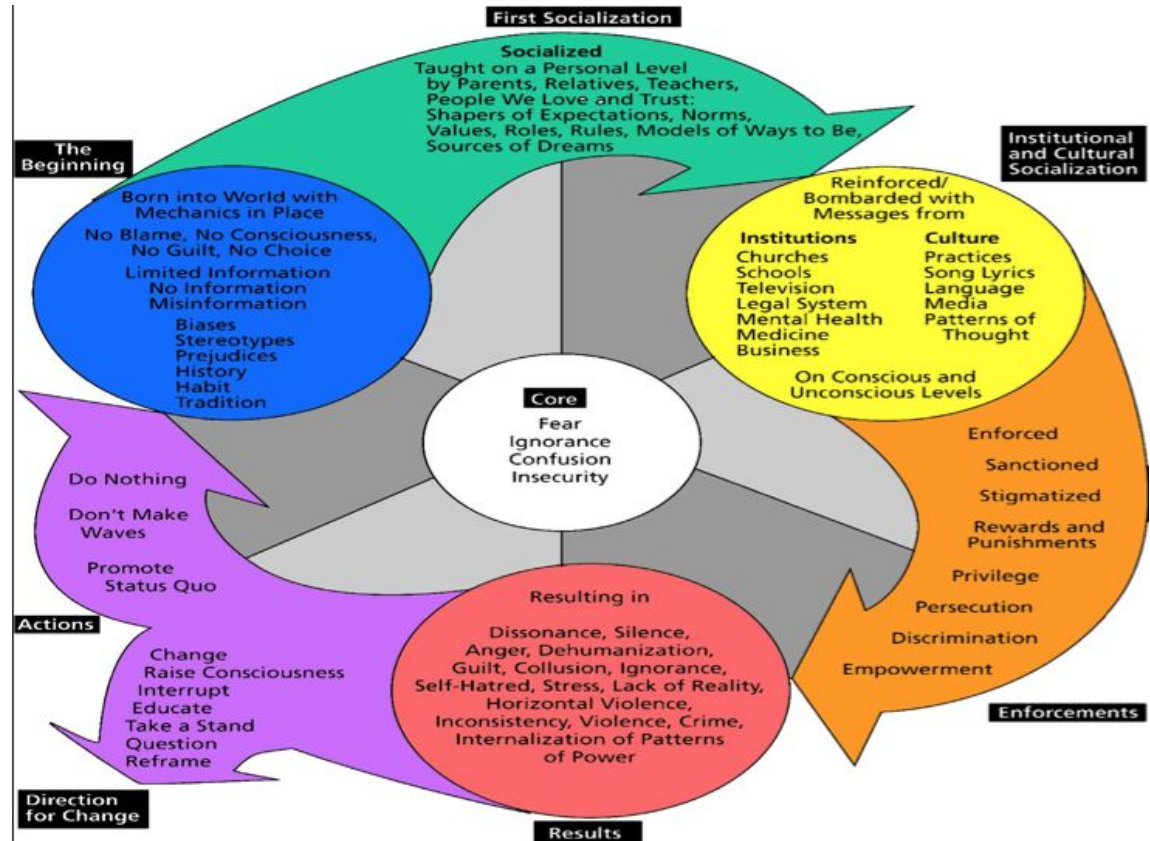 First Socialization
Socialized
Taught on a Personal Level
by Parents, Relatives, Teachers,
People We Love and Trust:
Shapers of Expectations, Norms,
Values, Roles, Rules, Models of Ways to Be,
Sources of Dreams
The
Beginning
Born into World with
Mechanics in Place
No Blame, No Consciousness,
No Guilt, No Choice
Limited Information
No Information
Misinformation
Biases
Stereotypes
Prejudices
History
Habit
Tradition
Institutional
and Cultural
Socialization
Reinforced/
Bombarded with
Messages from
Institutions
Churches
Schools
Television
Legal System
Mental Health
Medicine
Business
Culture
Practices
Song Lyrics
Language
Media
Patterns of
Thought
On Conscious and
Unconscious Levels
Core
Fear
Ignorance
Confusion
Insecurity
Enforced
Sanctioned
Stigmatized
Rewards and
Punishments
Privilege
Persecution
Discrimination
Empowerment
Enforcements
Resulting in
Dissonance, Silence,
Anger, Dehumanization,
Guilt, Collusion, Ignorance,
Self-Hatred, Stress, Lack of Reality,
Horizontal Violence,
Inconsistency, Violence, Crime,
Internalization of Patterns
of Power
Results
Do Nothing
Don't Make
Waves
Promote
Status Quo
Actions
Change
Raise Consciousness
Interrupt
Educate
Take a Stand
Question
Reframe
Direction
for Change